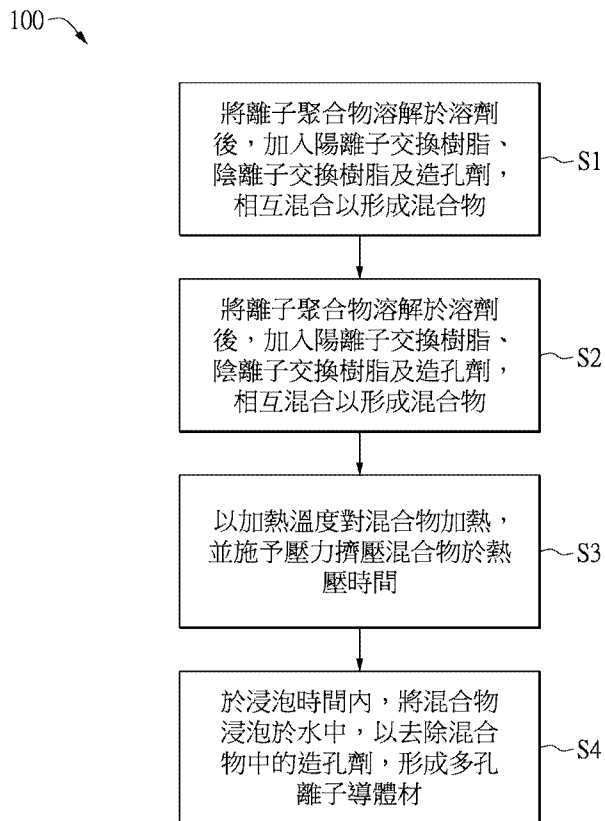 100
將離子聚合物溶解於溶劑
後，加入陽離子交換樹脂、
陰離子交換樹脂及造孔劑，
相互混合以形成混合物
S1
將離子聚合物溶解於溶劑
後，加入陽離子交換樹脂、
陰離子交換樹脂及造孔劑，
相互混合以形成混合物
S2
以加熱溫度對混合物加熱，
並施予壓力擠壓混合物於熱
壓時間
S3
於浸泡時間內，將混合物
浸泡於水中，以去除混合
物中的造孔劑，形成多孔
離子導體材
S4